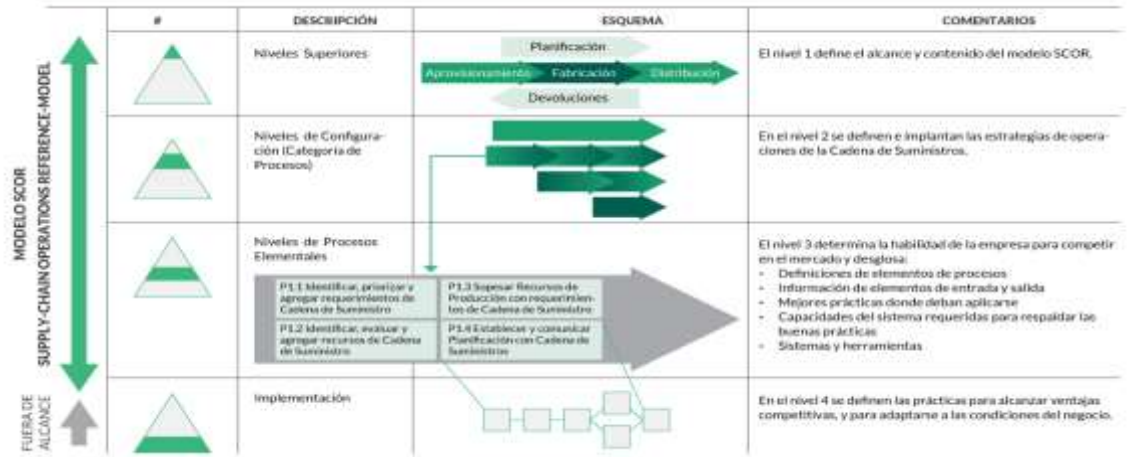 # DESCRIPCIÓN ESQUEMA COMENTARIOS
MODELO SCOR
SUPPLY-CHAIN OPERATIONS REFERENCE-MODEL
Niveles Superiores
Planificación
Aprovisionamiento Fabricación Distribución
Devoluciones
El nivel 1 define el alcance y contenido del modelo SCOR.
Niveles de Configura-
ción (Categoría de
Procesos)
En el nivel 2 se definen e implantan las estrategias de opera-
ciones de la Cadena de Suministros.
Niveles de Procesos
Elementales
P1.1 Identificar, priorizar y
agregar requerimientos de
Cadena de Suministro
P1.2 Identificar, evaluar y
agregar recursos de Cadena
de Suministro
P1.3 Sopesar Recursos de
Producción con requerimien-
tos de Cadena de Suministro
P1.4 Establecer y comunicar
Planificación con Cadena de
Suministros
El nivel 3 determina la habilidad de la empresa para competir
en el mercado y desglosa:
- Definiciones de elementos de procesos
- Información de elementos de entrada y salida
- Mejores prácticas donde deban aplicarse
- Capacidades del sistema requeridas para respaldar las
buenas prácticas
- Sistemas y herramientas
FUERA DE
ALCANCE
Implementación
En el nivel 4 se definen las prácticas para alcanzar ventajas
competitivas, y para adaptarse a las condiciones del negocio.